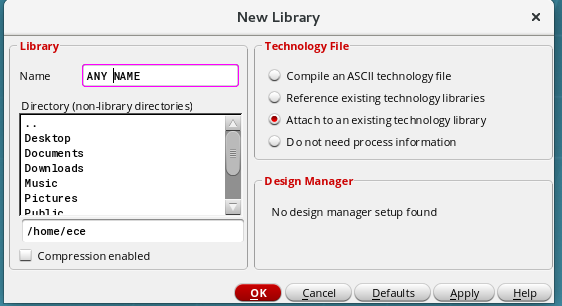 New Library
Library
Name ANY NAME
Directory (non-library directories)
..
Desktop
Documents
Downloads
Music
Pictures
Public
/home/ece
Compression enabled
Technology File
Compile an ASCII technology file
Reference existing technology libraries
Attach to an existing technology library
Do not need process information
Design Manager
No design manager setup found
OK Cancel Defaults Apply Help